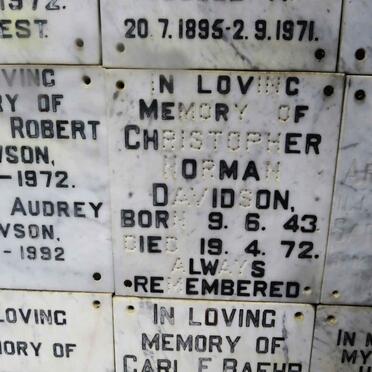 1972.
EST.
20.7.1895-2.9.1971.
VING
RY OF
ROBERT
WSON,
-1972.
AUDREY
WSON,
-1992
IN LOVING
MEMORY OF
CHRISTOPHER
NORMAN
DAVIDSON,
BORN 9.6.43.
DIED 19.4.72.
ALWAYS
·REMEMBERED·
LOVING
MORY OF
IN LOVING
MEMORY OF
CARL F. BAEHR
IN M
MY